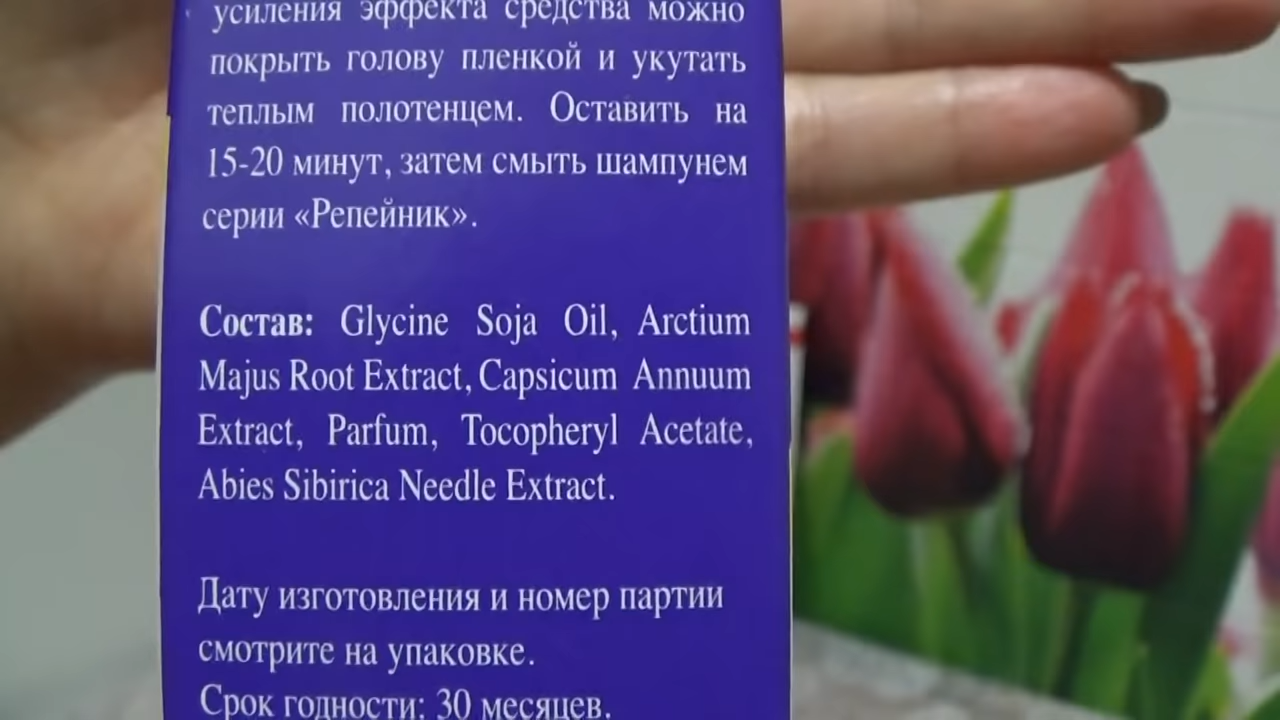 усиления эффекта средства можно
покрыть голову пленкой и укутать
теплым полотенцем. Оставить на
15-20 минут, затем смыть шампунем
серии «Репейник».
Состав: Glycine Soja Oil, Arctium
Majus Root Extract, Capsicum Annuum
Extract, Parfum, Tocopheryl Acetate,
Abies Sibirica Needle Extract.
Дату изготовления и номер партии
смотрите на упаковке.
Срок годности: 30 месяцев.